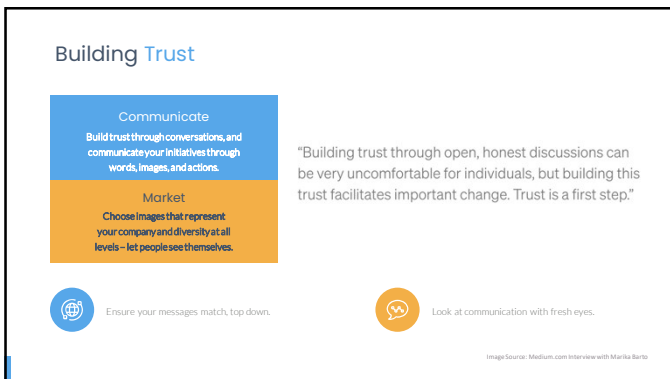 Building Trust
Communicate
Build trust through conversations, and
communicate your initiatives through
words, images, and actions.
Market
Choose images that represent
your company and diversity at all
levels – let people see themselves.
“Building trust through open, honest discussions can
be very uncomfortable for individuals, but building this
trust facilitates important change. Trust is a first step.”
Ensure your messages match, top down.
Look at communication with fresh eyes.
Image Source: Medium.com Interview with Marika Barto